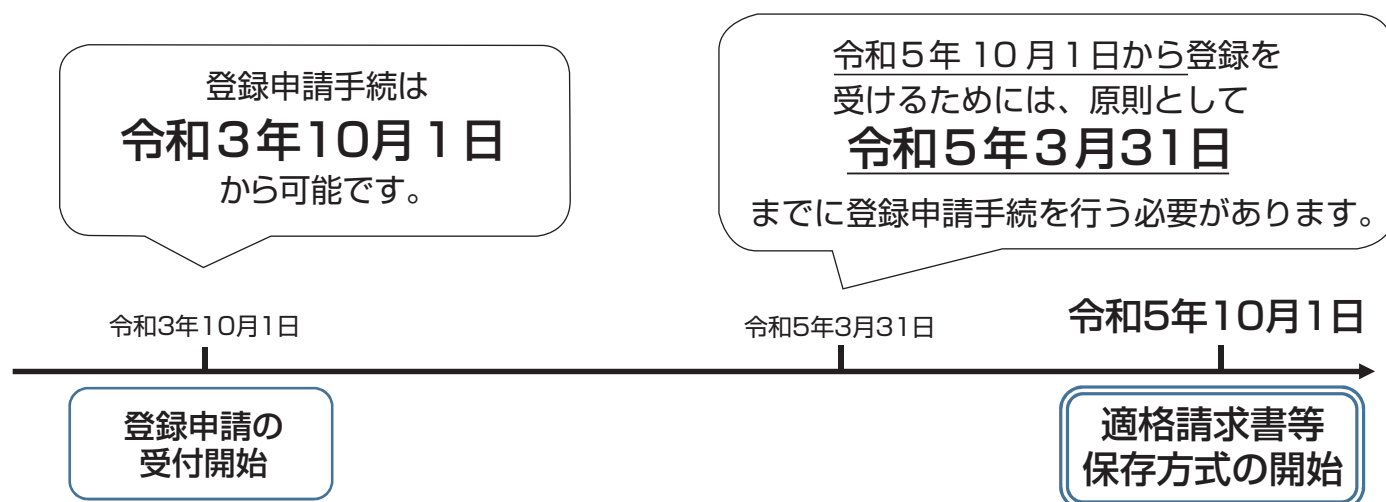 登録申請手続は
令和３年10月１日
から可能です。
令和５年 10 月１日から登録を
受けるためには、原則として
令和５年３月31日
までに登録申請手続を行う必要があります。
令和3年10月1日
令和5年3月31日
令和5年10月1日
登録申請の
受付開始
適格請求書等
保存方式の開始